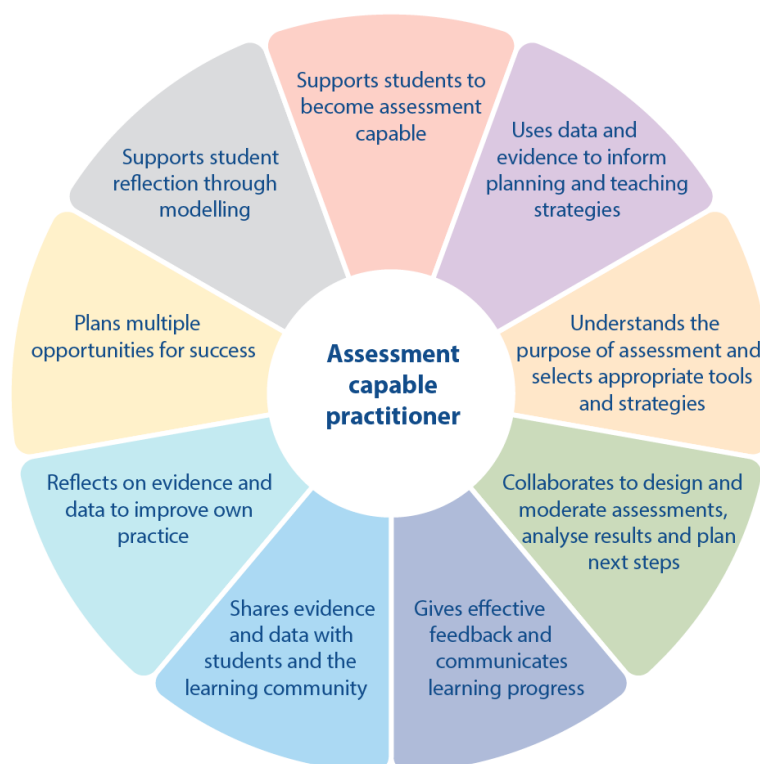 Supports students to
become assessment
capable
Uses data and
evidence to inform
planning and teaching
strategies
Understands the
purpose of assessment and
selects appropriate tools
and strategies
Collaborates to design and
moderate assessments,
analyse results and plan
next steps
Gives effective
feedback and
communicates
learning progress
Shares evidence
and data with
students and the
learning community
Reflects on evidence and
data to improve own
practice
Plans multiple
opportunities for success
Supports student
reflection through
modelling
Assessment
capable
practitioner